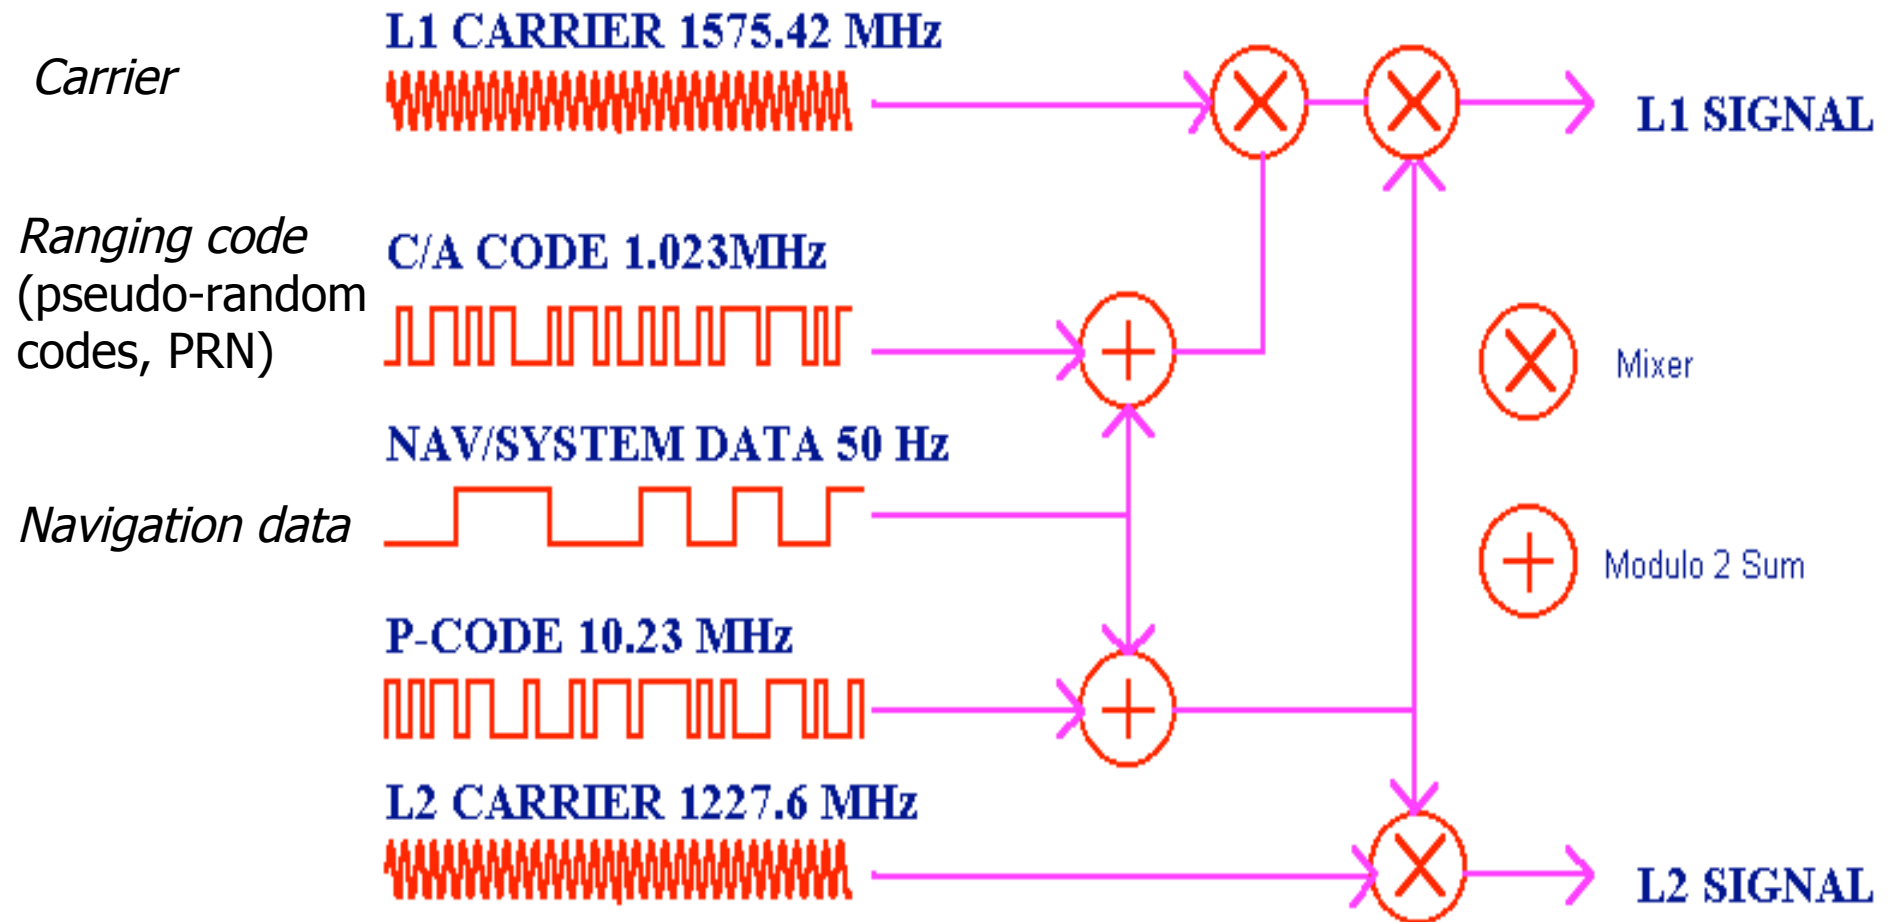 L1 CARRIER 1575.42 MHz
Carrier
L1 SIGNAL
Ranging code
(pseudo-random
codes, PRN)
C/A CODE 1.023MHz
Mixer
NAV/SYSTEM DATA 50 Hz
Navigation data
Modulo 2 Sum
P-CODE 10.23 MHz
L2 CARRIER 1227.6 MHz
L2 SIGNAL